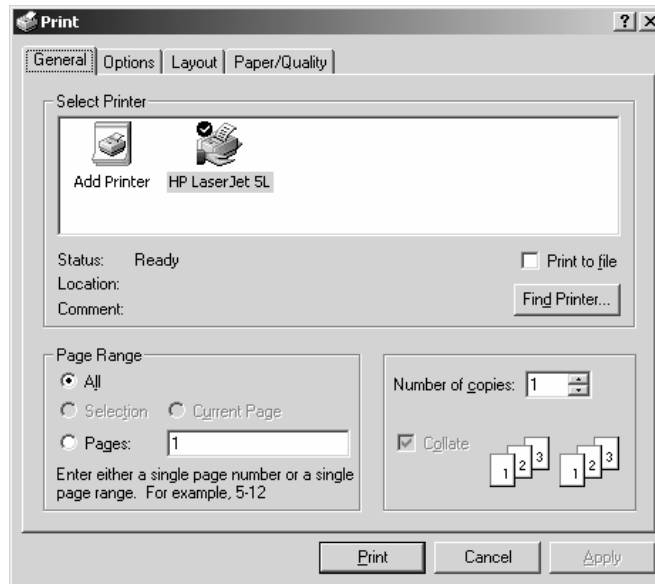 Print
General
Options
Layout
Paper/Quality
Select Printer
Add Printer
HP LaserJet 5L
Status: Ready
Location:
Comment:
Print to file
Find Printer...
Page Range
All
Selection
Current Page
Pages: 1
Enter either a single page number or a single
page range. For example, 5-12
Number of copies: 1
Collate
1 2 3 1 2 3
Print
Cancel
Apply